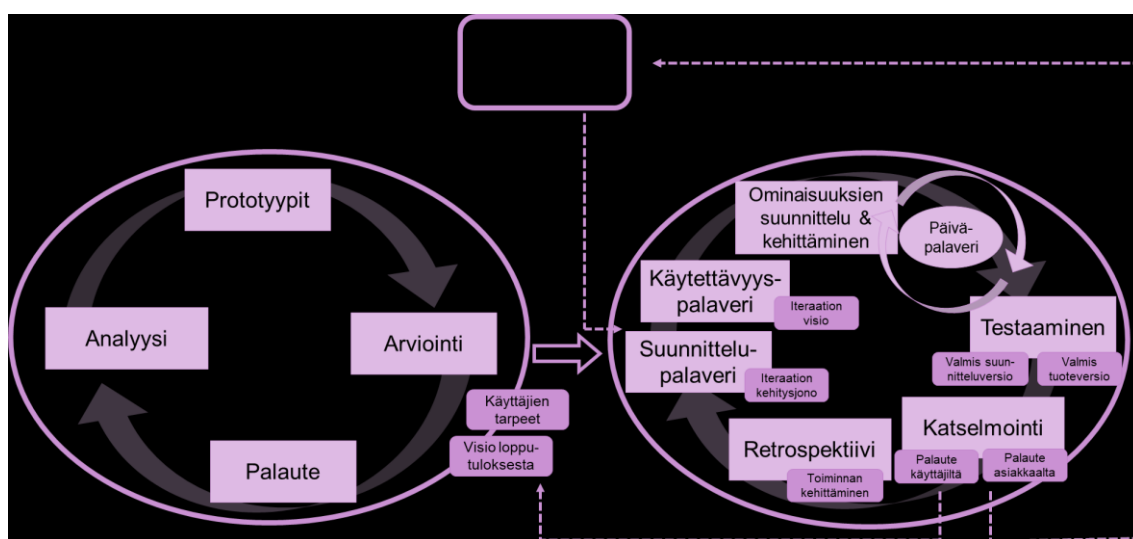 Prototyypit
Analyysi
Arviointi
Palaute
Käyttäjien
tarpeet
Visio loppu-
tuloksesta
Ominaisuuksien
suunnittelu &
kehittäminen
Päivä-
palaveri
Käytettävyys-
palaveri
Iteraation
visio
Suunnittelu-
palaveri
Iteraation
kehitysjono
Testaaminen
Valmis suun-
nitteluversio
Valmis
tuoteversio
Katselmointi
Palaute
käyttäjiltä
Palaute
asiakkaalta
Retrospektiivi
Toiminnan
kehittäminen